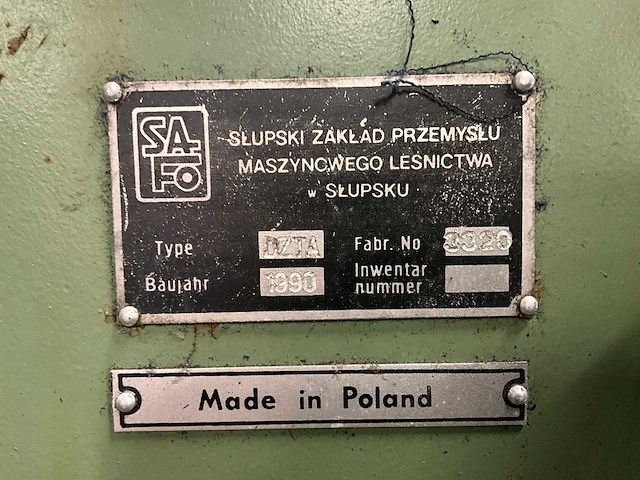 SA
FO
SŁUPSKI ZAKŁAD PRZEMYSŁU
MASZYNOWEGO LEŚNICTWA
w SŁUPSKU
Type DZTA Fabr. No 3320
Baujahr 1990 Inwentar
nummer
Made in Poland